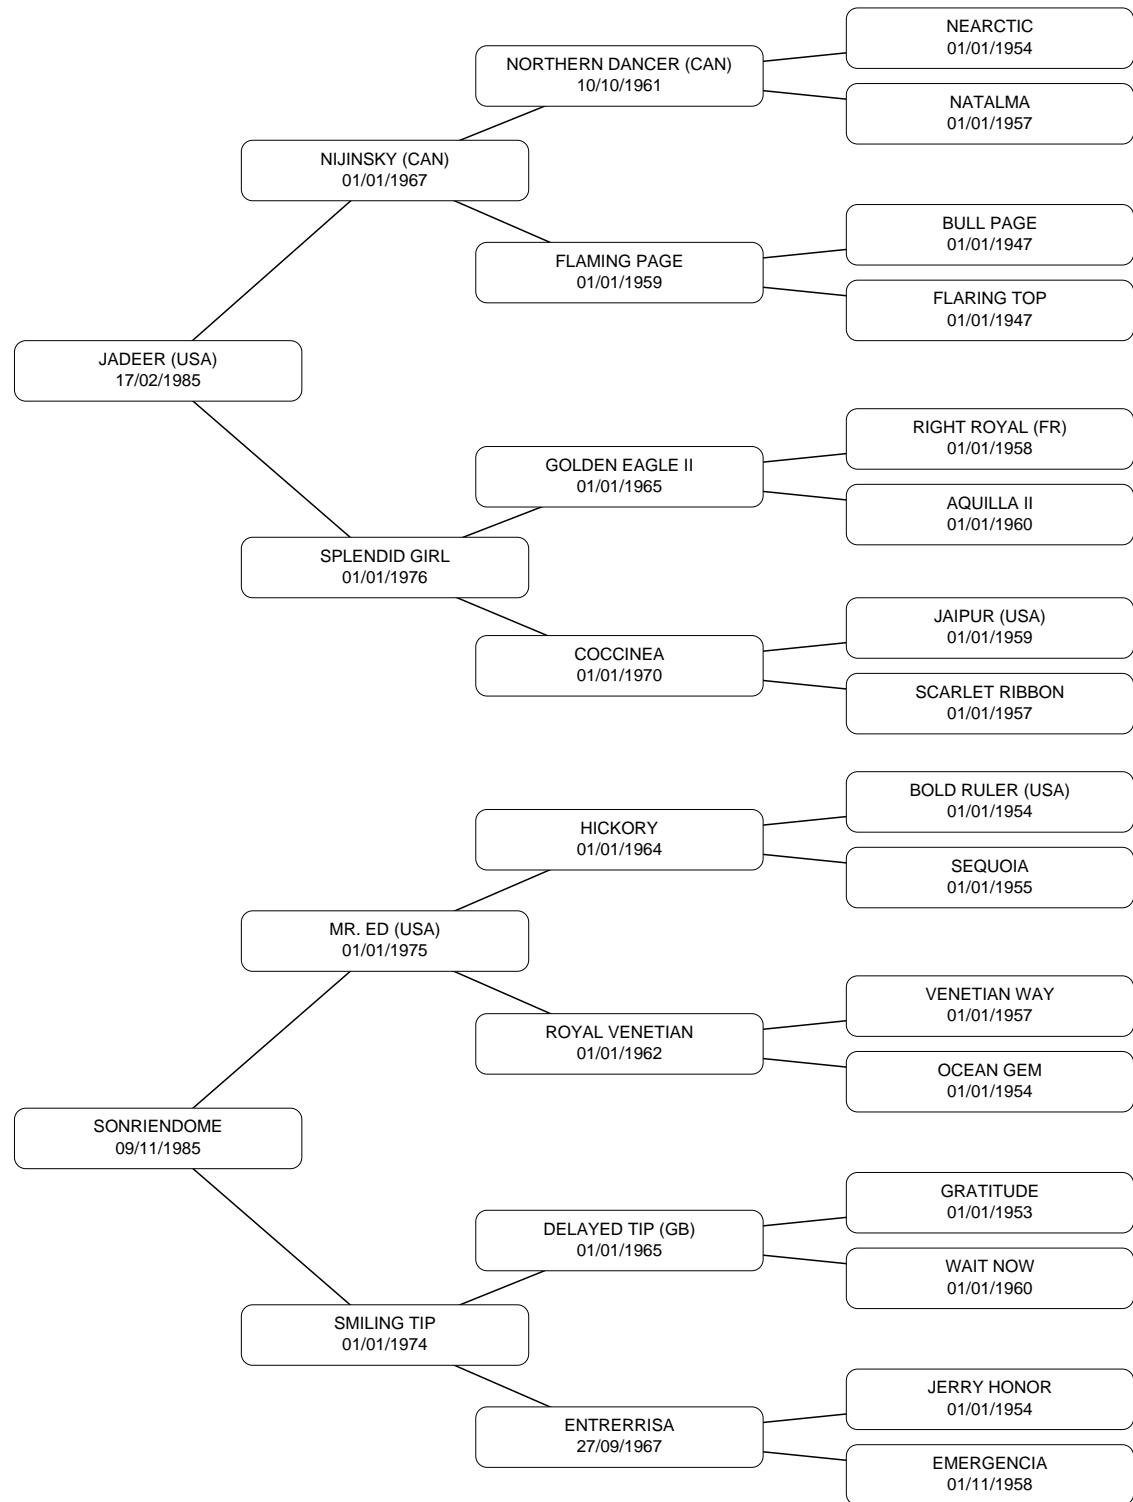 NEARCTIC
01/01/1954
NORTHERN DANCER (CAN)
10/10/1961
NATALMA
01/01/1957
NIJINSKY (CAN)
01/01/1967
BULL PAGE
01/01/1947
FLAMING PAGE
01/01/1959
FLARING TOP
01/01/1947
JADEER (USA)
17/02/1985
RIGHT ROYAL (FR)
01/01/1958
GOLDEN EAGLE II
01/01/1965
AQUILLA II
01/01/1960
SPLENDID GIRL
01/01/1976
JAIPUR (USA)
01/01/1959
COCCINEA
01/01/1970
SCARLET RIBBON
01/01/1957
BOLD RULER (USA)
01/01/1954
HICKORY
01/01/1964
SEQUOIA
01/01/1955
MR. ED (USA)
01/01/1975
VENETIAN WAY
01/01/1957
ROYAL VENETIAN
01/01/1962
OCEAN GEM
01/01/1954
SONRIENDOME
09/11/1985
GRATITUDE
01/01/1953
DELAYED TIP (GB)
01/01/1965
WAIT NOW
01/01/1960
SMILING TIP
01/01/1974
JERRY HONOR
01/01/1954
ENTRERRISA
27/09/1967
EMERGENCIA
01/11/1958